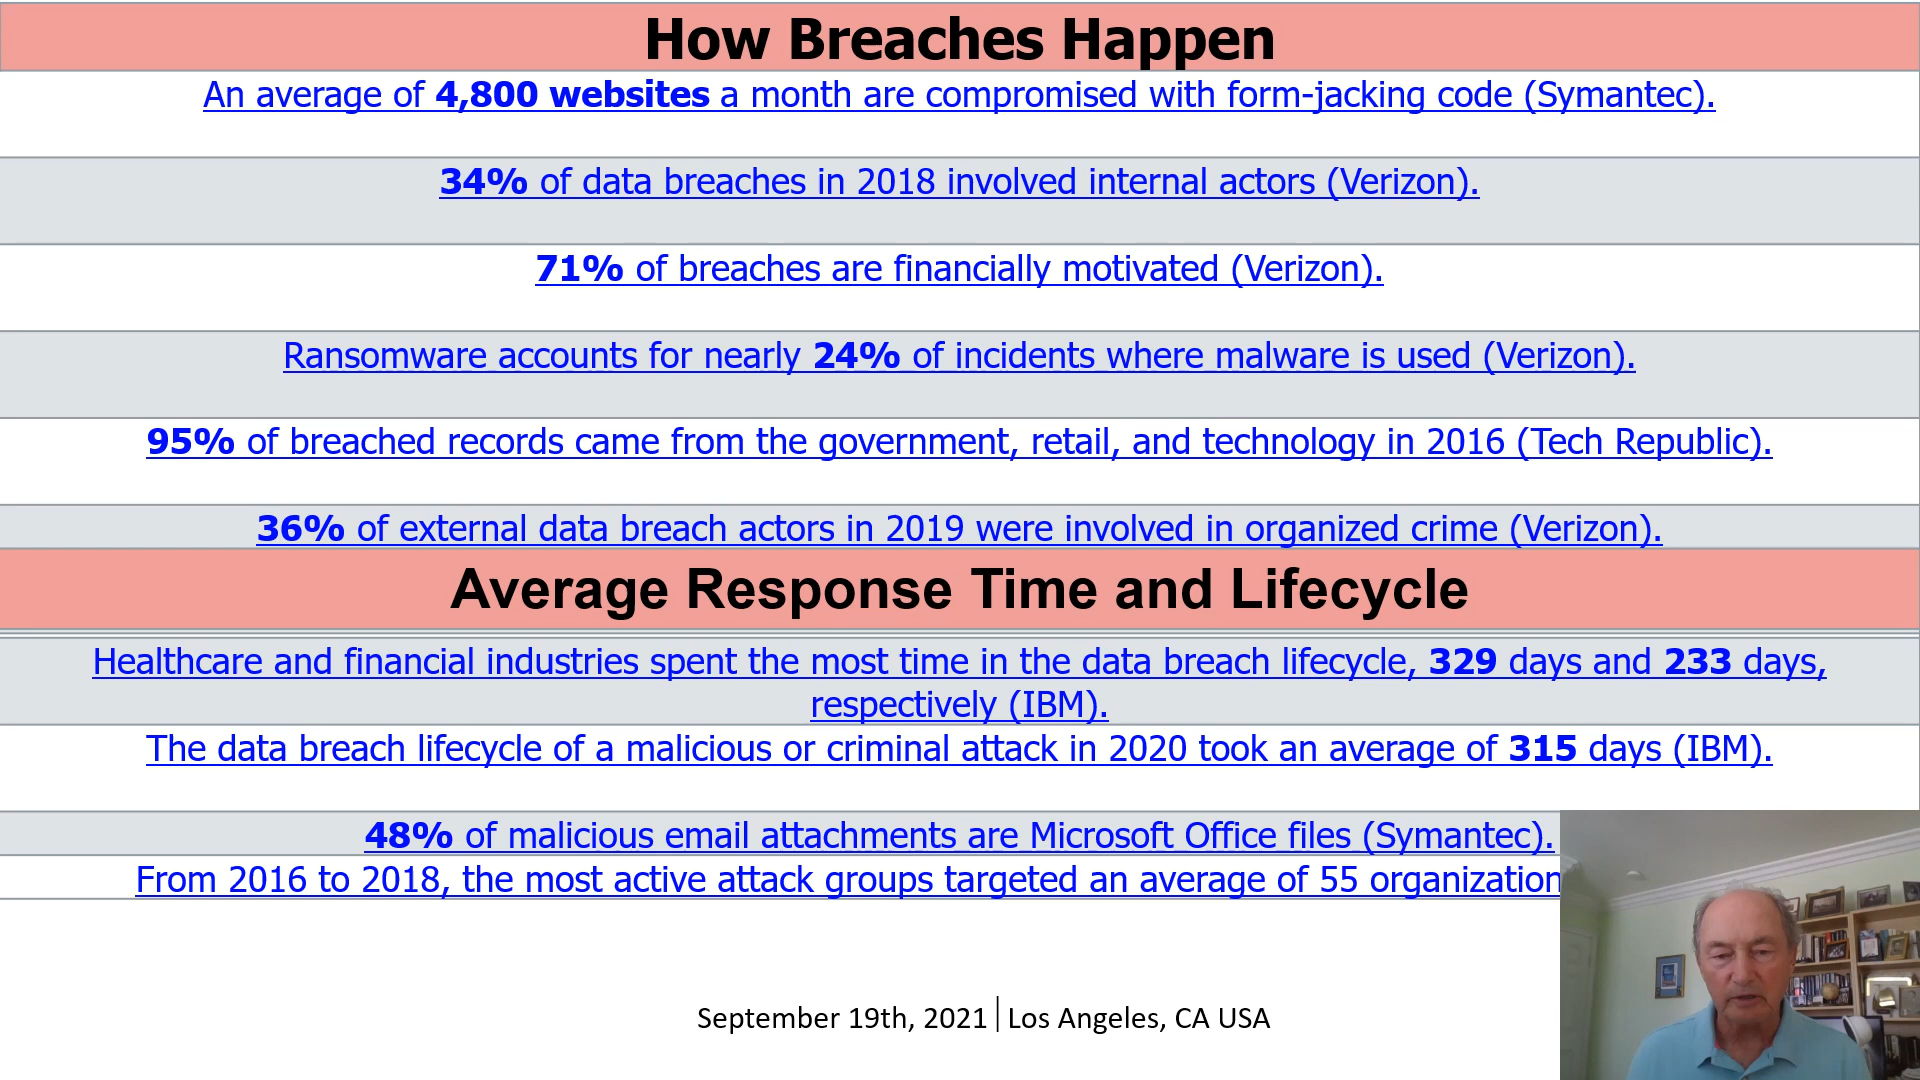 How Breaches Happen
An average of 4,800 websites a month are compromised with form-jacking code (Symantec).
34% of data breaches in 2018 involved internal actors (Verizon).
71% of breaches are financially motivated (Verizon).
Ransomware accounts for nearly 24% of incidents where malware is used (Verizon).
95% of breached records came from the government, retail, and technology in 2016 (Tech Republic).
36% of external data breach actors in 2019 were involved in organized crime (Verizon).
Average Response Time and Lifecycle
Healthcare and financial industries spent the most time in the data breach lifecycle, 329 days and 233 days,
respectively (IBM).
The data breach lifecycle of a malicious or criminal attack in 2020 took an average of 315 days (IBM).
48% of malicious email attachments are Microsoft Office files (Symantec).
From 2016 to 2018, the most active attack groups targeted an average of 55 organization
September 19th, 2021 | Los Angeles, CA USA